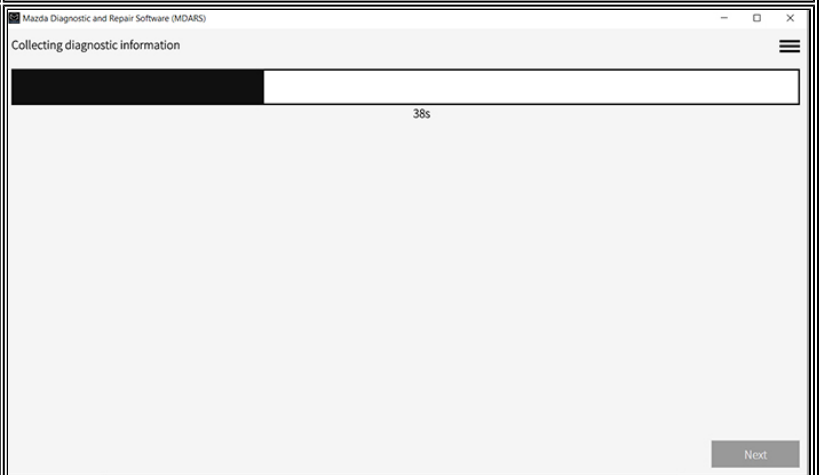 Mazda Diagnostic and Repair Software (MDARS)
Collecting diagnostic information
38s
Next